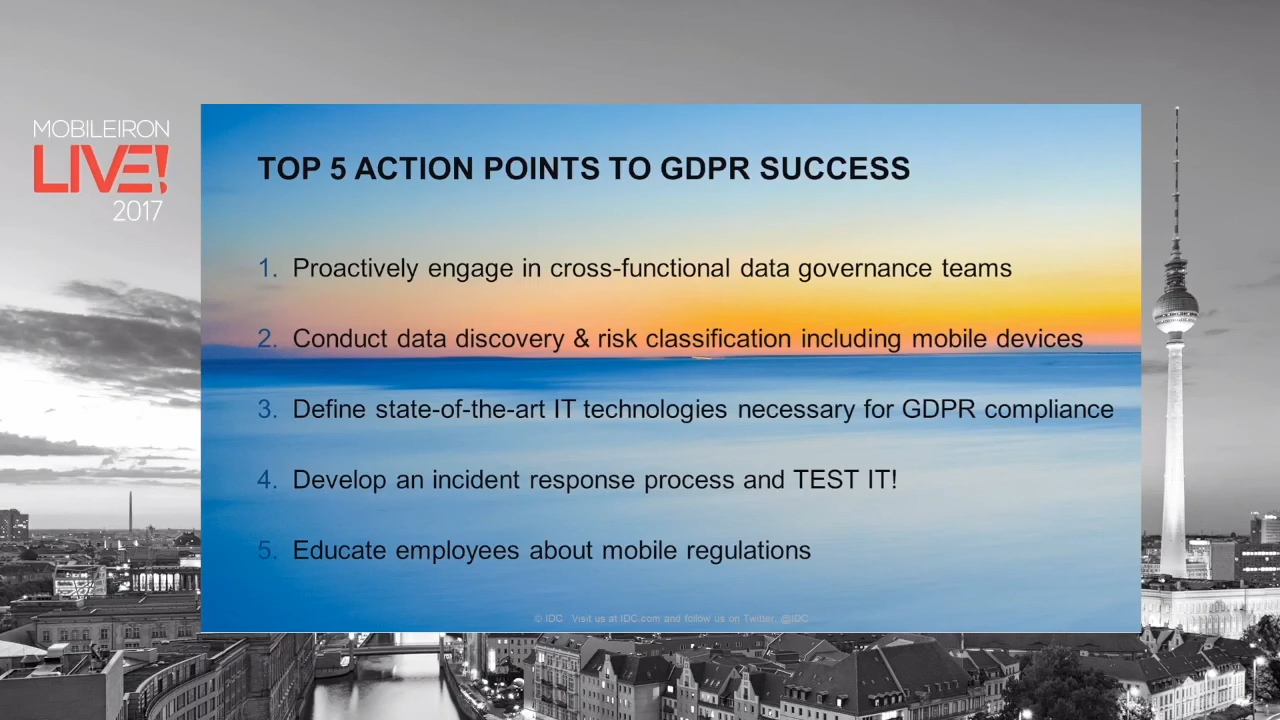 MOBILEIRON
LIVE!
2017
TOP 5 ACTION POINTS TO GDPR SUCCESS
1. Proactively engage in cross-functional data governance teams
2. Conduct data discovery & risk classification including mobile devices
3. Define state-of-the-art IT technologies necessary for GDPR compliance
4. Develop an incident response process and TEST IT!
5. Educate employees about mobile regulations
© IDC Visit us at IDC.com and follow us on Twitter: @IDC